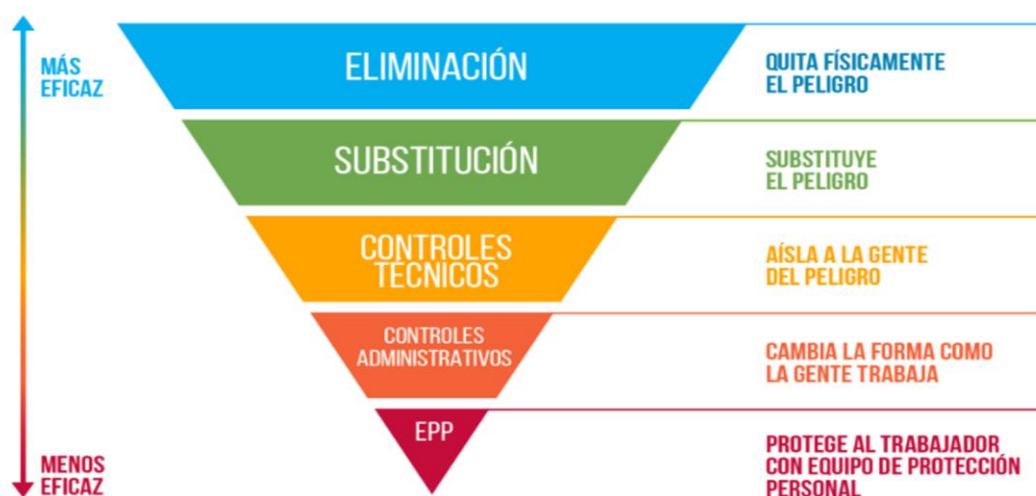 MÁS
EFICAZ
ELIMINACIÓN
QUITA FÍSICAMENTE
EL PELIGRO
SUBSTITUCIÓN
SUBSTITUYE
EL PELIGRO
CONTROLES
TÉCNICOS
AÍSLA A LA GENTE
DEL PELIGRO
CONTROLES
ADMINISTRATIVOS
CAMBIA LA FORMA COMO
LA GENTE TRABAJA
EPP
MENOS
EFICAZ
PROTEGE AL TRABAJADOR
CON EQUIPO DE PROTECCIÓN
PERSONAL